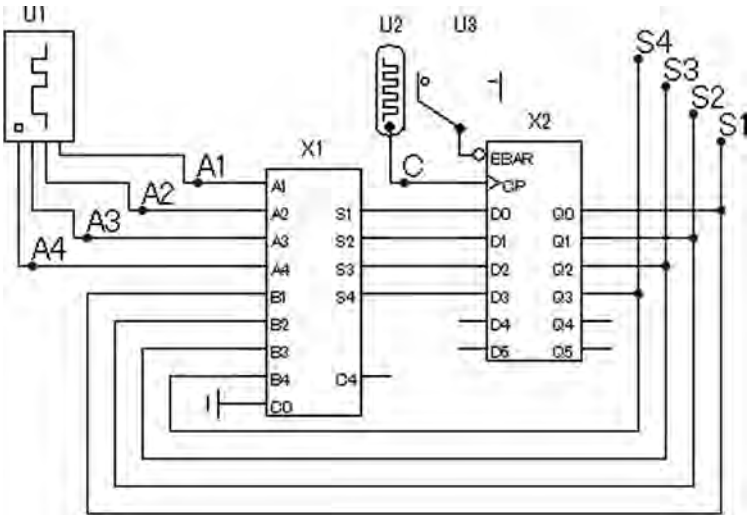 U1
U2
U3
S4
S3
S2
S1
A1
A2
A3
A4
X1
C
X2
A1
A2
A3
A4
B1
B2
B3
B4
C0
S1
S2
S3
S4
C4
EBAR
CP
D0
D1
D2
D3
D4
D5
Q0
Q1
Q2
Q3
Q4
Q5